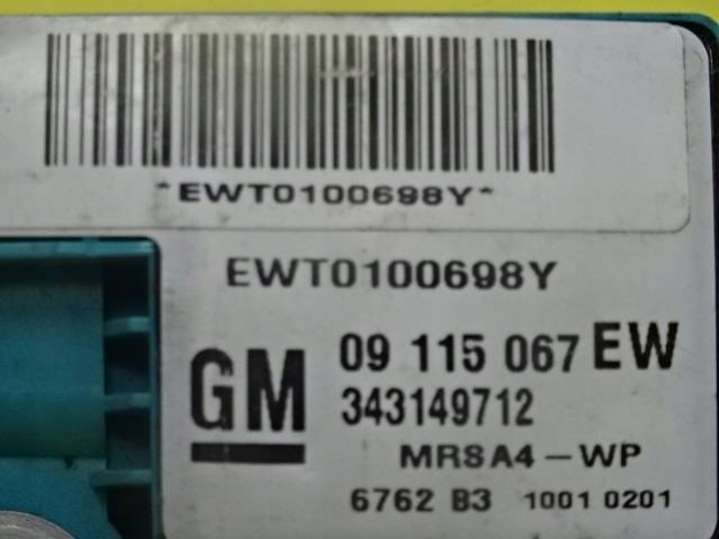 *EWT0100698Y*
EWT0100698Y
GM 09 115 067 EW
343149712
MRSA4-WP
6762 B3 1001 0201